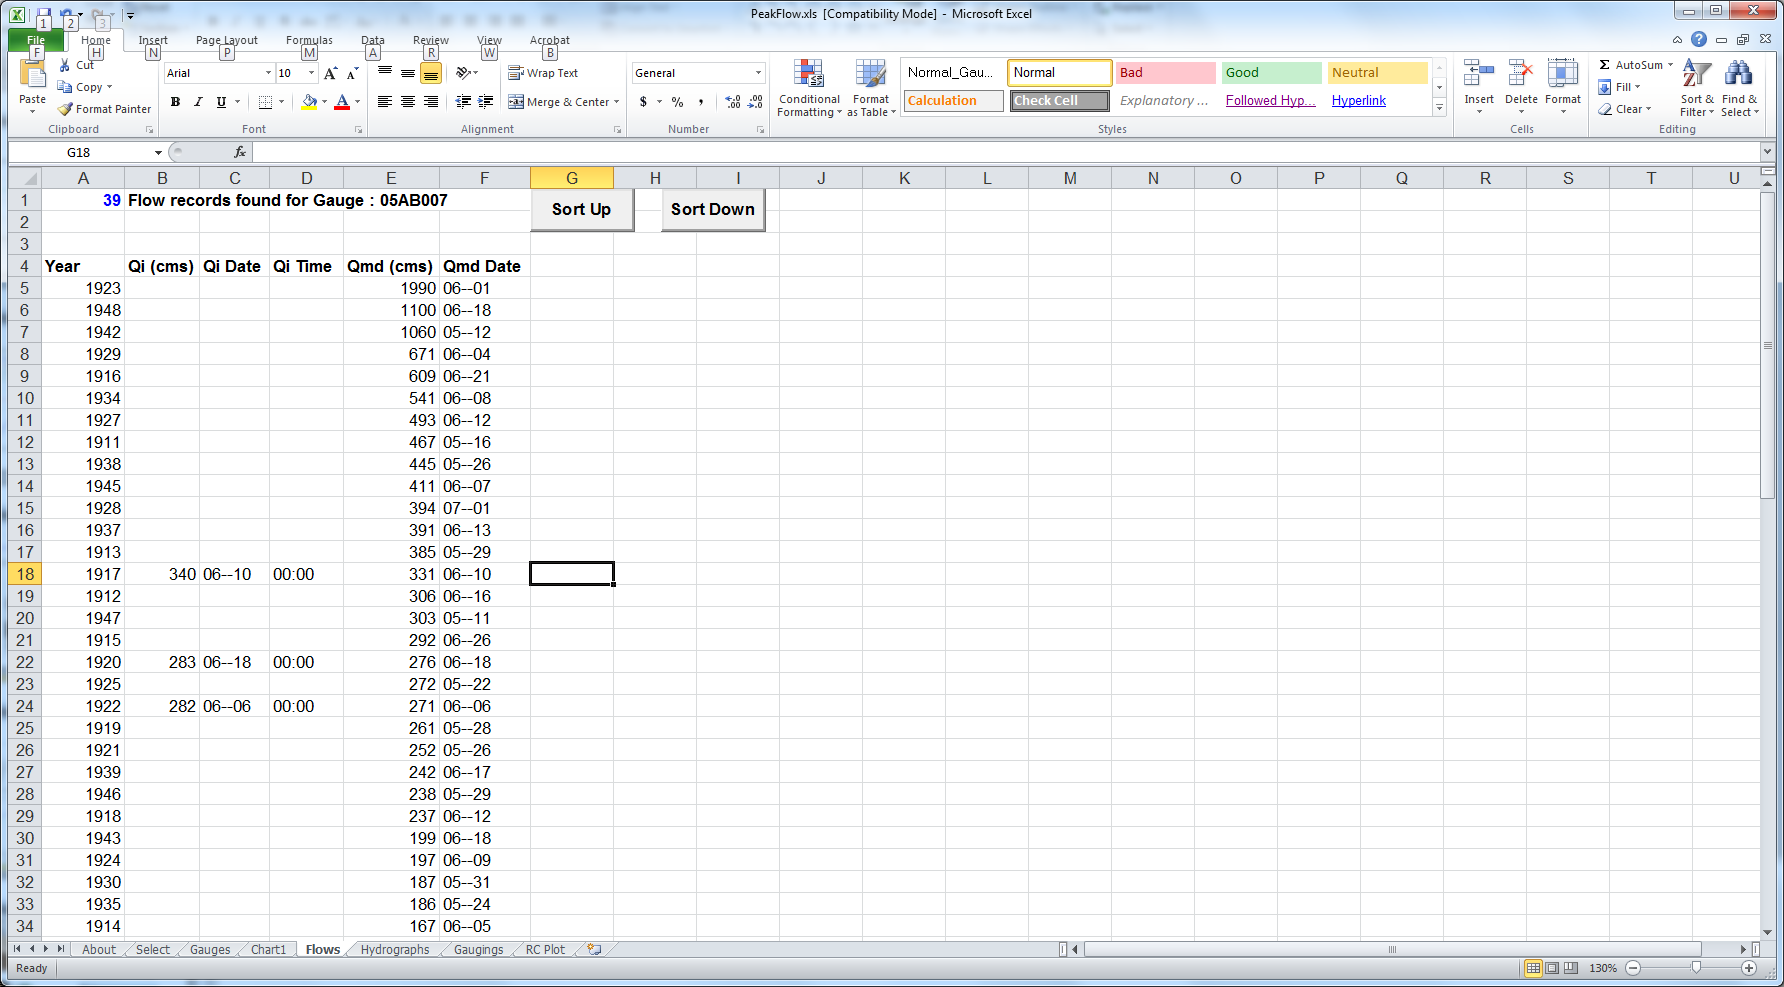 PeakFlow.xls [Compatibility Mode] - Microsoft Excel
1 2 3
File Home Insert Page Layout Formulas Data Review View Acrobat
F H N P M A R W B
Paste
Cut
Copy
Format Painter
Clipboard
Arial 10
B I U
Font
Wrap Text
Merge & Center
Alignment
General
$ % ,
Number
Conditional Formatting
Format as Table
Normal_Gau... Normal Bad Good Neutral
Calculation Check Cell Explanatory ... Followed Hyp... Hyperlink
Styles
Insert Delete Format
Cells
Σ AutoSum
Fill
Clear
Sort & Filter
Find & Select
Editing
G18 fx
A B C D E F G H I J K L M N O P Q R S T U
1 39 Flow records found for Gauge : 05AB007 Sort Up Sort Down
2
3
4 Year Qi (cms) Qi Date Qi Time Qmd (cms) Qmd Date
5 1923 1990 06--01
6 1948 1100 06--18
7 1942 1060 05--12
8 1929 671 06--04
9 1916 609 06--21
10 1934 541 06--08
11 1927 493 06--12
12 1911 467 05--16
13 1938 445 05--26
14 1945 411 06--07
15 1928 394 07--01
16 1937 391 06--13
17 1913 385 05--29
18 1917 340 06--10 00:00 331 06--10
19 1912 306 06--16
20 1947 303 05--11
21 1915 292 06--26
22 1920 283 06--18 00:00 276 06--18
23 1925 272 05--22
24 1922 282 06--06 00:00 271 06--06
25 1919 261 05--28
26 1921 252 05--26
27 1939 242 06--17
28 1946 238 05--29
29 1918 237 06--12
30 1943 199 06--18
31 1924 197 06--09
32 1930 187 05--31
33 1935 186 05--24
34 1914 167 06--05
About Select Gauges Chart1 Flows Hydrographs Gaugings RC Plot
Ready 130%